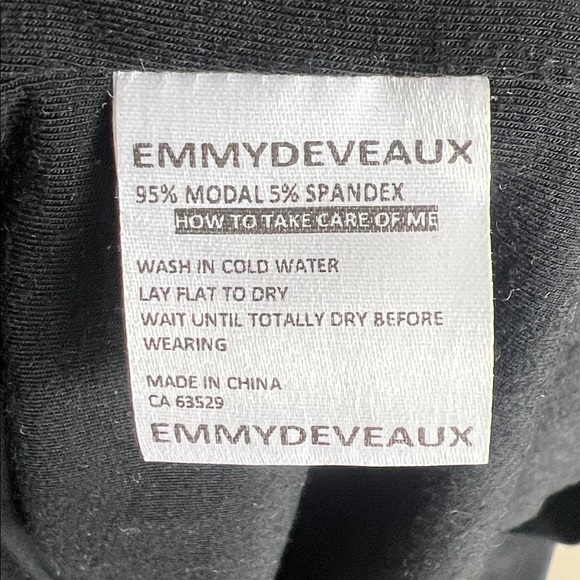 EMMYDEVEAUX
95% MODAL 5% SPANDEX
HOW TO TAKE CARE OF ME
WASH IN COLD WATER
LAY FLAT TO DRY
WAIT UNTIL TOTALLY DRY BEFORE
WEARING
MADE IN CHINA
CA 63529
EMMYDEVEAUX